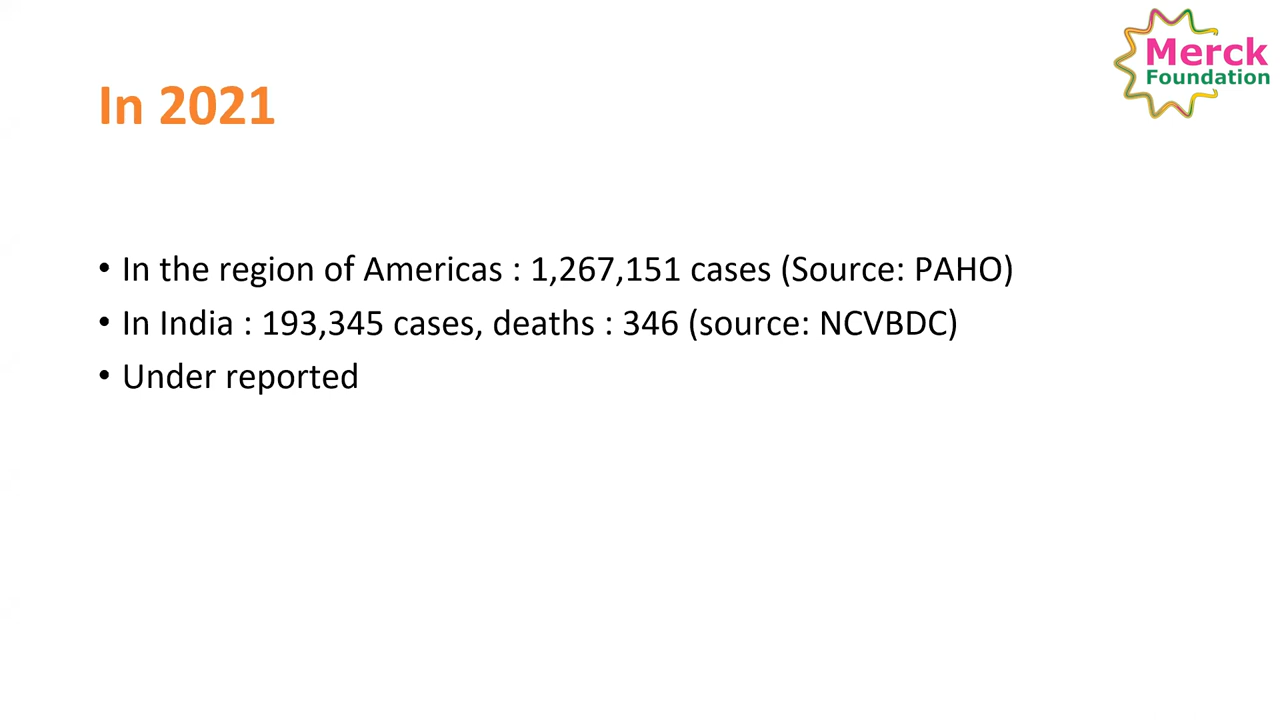 Merck
Foundation
In 2021
• In the region of Americas : 1,267,151 cases (Source: PAHO)
• In India : 193,345 cases, deaths : 346 (source: NCVBDC)
• Under reported